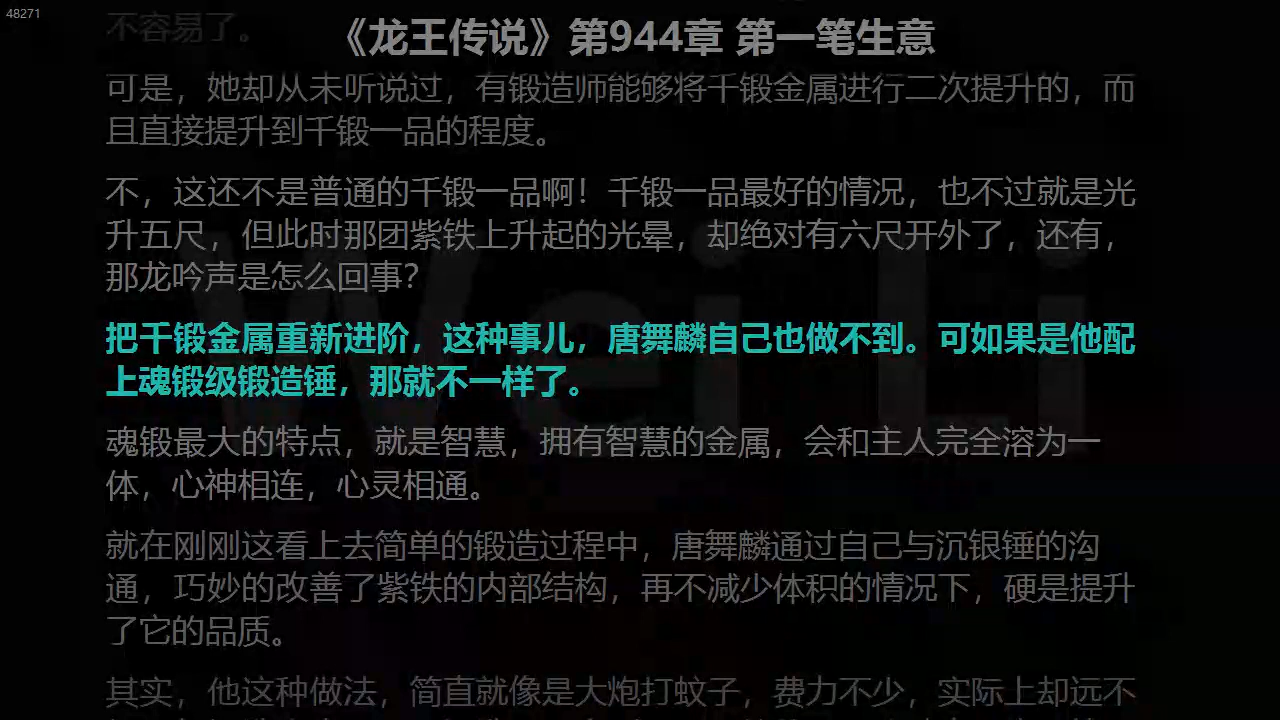 48271
不容易了。
《龙王传说》第944章 第一笔生意
可是，她却从未听说过，有锻造师能够将千锻金属进行二次提升的，而
且直接提升到千锻一品的程度。
不，这还不是普通的千锻一品啊！千锻一品最好的情况，也不过就是光
升五尺，但此时那团紫铁上升起的光晕，却绝对有六尺开外了，还有，
那龙吟声是怎么回事？
把千锻金属重新进阶，这种事儿，唐舞麟自己也做不到。可如果是他配
上魂锻级锻造锤，那就不一样了。
魂锻最大的特点，就是智慧，拥有智慧的金属，会和主人完全溶为一
体，心神相连，心灵相通。
就在刚刚这看上去简单的锻造过程中，唐舞麟通过自己与沉银锤的沟
通，巧妙的改善了紫铁的内部结构，再不减少体积的情况下，硬是提升
了它的品质。
其实，他这种做法，简直就像是大炮打蚊子，费力不少，实际上却远不
Wei Li